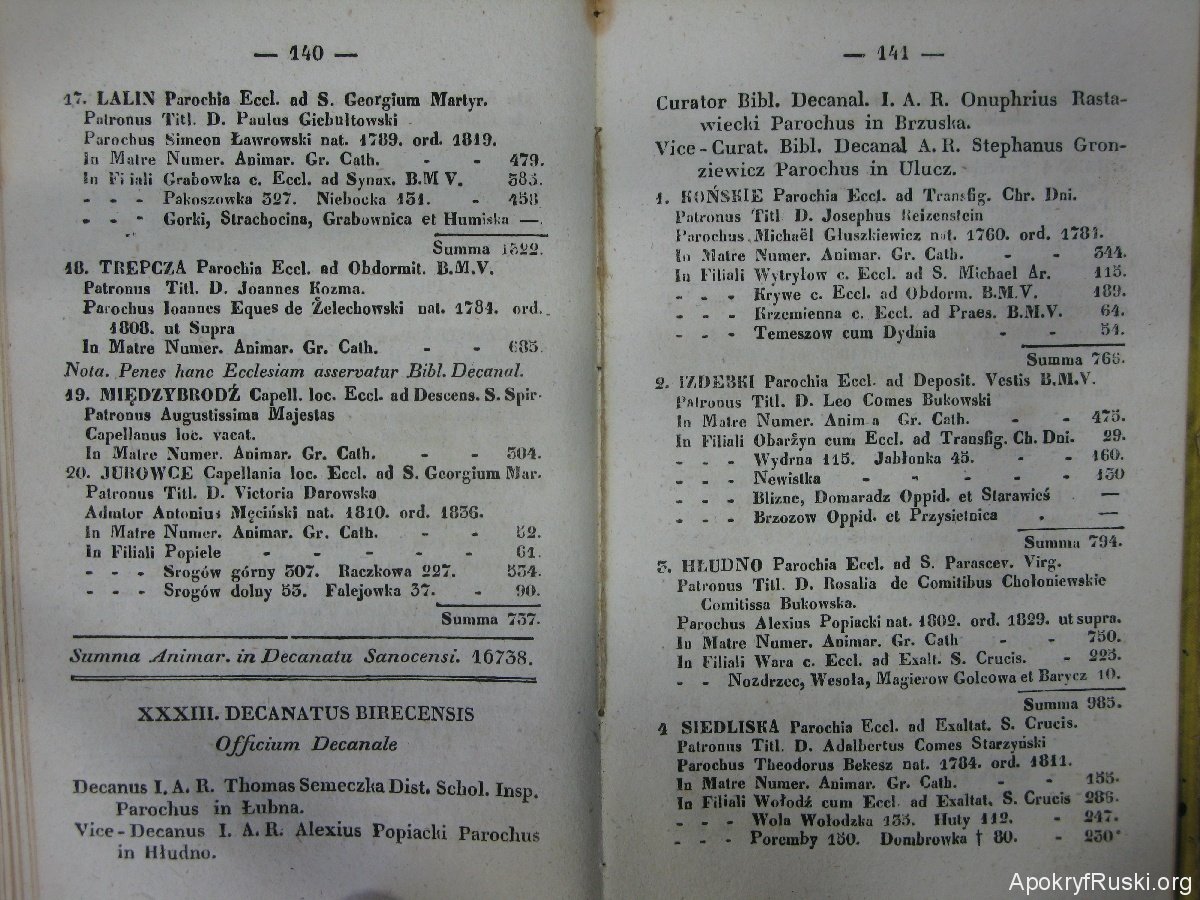 — 140 —
17. LALIN Parochia Eccl. ad S. Georgium Martyr.
Patronus Titl. D. Paulus Giebułtowski
Parochus Simeon Ławrowski nat. 1789. ord. 1819.
In Matre Numer. Animar. Gr. Cath. - - 479.
In Filiali Grabowka c. Eccl. ad Synax. B.M V. 385.
- - - Pakoszowka 327. Niebocka 131. - 458
- - - Gorki, Strachocina, Grabownica et Humiska —.
Summa 1322.
18. TREPCZA Parochia Eccl. ad Obdormit. B.M.V.
Patronus Titl. D. Joannes Kozma.
Parochus Ioannes Eques de Żelechowski nat. 1784. ord.
1808. ut Supra
In Matre Numer. Animar. Gr. Cath. - - 685.
Nota. Penes hanc Ecclesiam asservatur Bibl. Decanal.
19. MIĘDZYBRODŹ Capell. loc. Eccl. ad Descens. S. Spir.
Patronus Augustissima Majestas
Capellanus loc. vacat.
In Matre Numer. Animar. Gr. Cath. - - 304.
20. JUROWCE Capellania loc. Eccl. ad S. Georgium Mar.
Patronus Titl. D. Victoria Darowska
Admtor Antonius Męciński nat. 1810. ord. 1836.
In Matre Numer. Animar. Gr. Cath. - - 52.
In Filiali Popiele - - - - - 61.
- - - Srogów górny 307. Raczkowa 227. 534.
- - - Srogów dolny 53. Falejowka 37. - 90.
Summa 737.
Summa Animar. in Decanatu Sanocensi. 16738.
XXXIII. DECANATUS BIRECENSIS
Officium Decanale
Decanus I. A. R. Thomas Semeczka Dist. Schol. Insp.
Parochus in Łubna.
Vice-Decanus I. A. R. Alexius Popiacki Parochus
in Hłudno.
— 141 —
Curator Bibl. Decanal. I. A. R. Onuphrius Rasta-
wiecki Parochus in Brzuska.
Vice-Curat. Bibl. Decanal A. R. Stephanus Gron-
ziewicz Parochus in Ulucz.
1. KOŃSKIE Parochia Eccl. ad Transfig. Chr. Dni.
Patronus Titl D. Josephus Reizenstein
Parochus Michaël Głuszkiewicz nat. 1760. ord. 1781.
In Matre Numer. Animar. Gr. Cath. - - 344.
In Filiali Wytryłow c. Eccl. ad S. Michael Ar. 115.
- - - Krywe c. Eccl. ad Obdorm. B.M.V. 189.
- - - Krzemienna c. Eccl. ad Praes. B.M.V. 64.
- - - Temeszow cum Dydnia - - 54.
Summa 766.
2. IZDEBKI Parochia Eccl. ad Deposit. Vestis B.M.V.
Patronus Titl. D. Leo Comes Bukowski
In Matre Numer. Anim a Gr. Cath. - - 475.
In Filiali Obarżyn cum Eccl. ad Transfig. Ch. Dni. 29.
- - - Wydrna 115. Jabłonka 45. - - 160.
- - - Newistka - - - - - 130
- - - Blizne, Domaradz Oppid. et Starawieś —
- - - Brzozow Oppid. et Przysietnica . —
Summa 794.
3. HŁUDNO Parochia Eccl. ad S. Parascev. Virg.
Patronus Titl. D. Rosalia de Comitibus Chołoniewskie
Comitissa Bukowska.
Parochus Alexius Popiacki nat. 1802. ord. 1829. ut supra.
In Matre Numer. Animar. Gr. Cath - - 750.
In Filiali Wara c. Eccl. ad Exalt. S. Crucis. - 225.
- - Nozdrzec, Wesoła, Magierow Golcowa et Barycz 10.
Summa 985.
4 SIEDLISKA Parochia Eccl. ad Exaltat. S. Crucis.
Patronus Titl. D. Adalbertus Comes Starzyński
Parochus Theodorus Bekesz nat. 1784. ord. 1811.
In Matre Numer. Animar. Gr. Cath. - - 155.
In Filiali Wołodź cum Eccl. ad Exaltat. S. Crucis 286.
- - - Wola Wołodzka 135. Huty 112. - 247.
- - - Poremby 150. Dombrowka † 80. - 230
ApokryfRuski.org